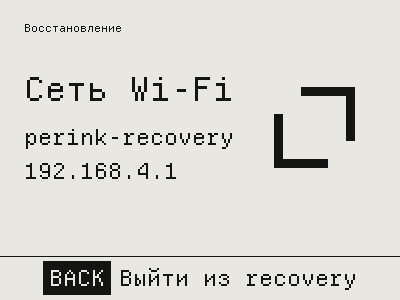 Восстановление
Сеть Wi-Fi
perink-recovery
192.168.4.1
BACK Выйти из recovery